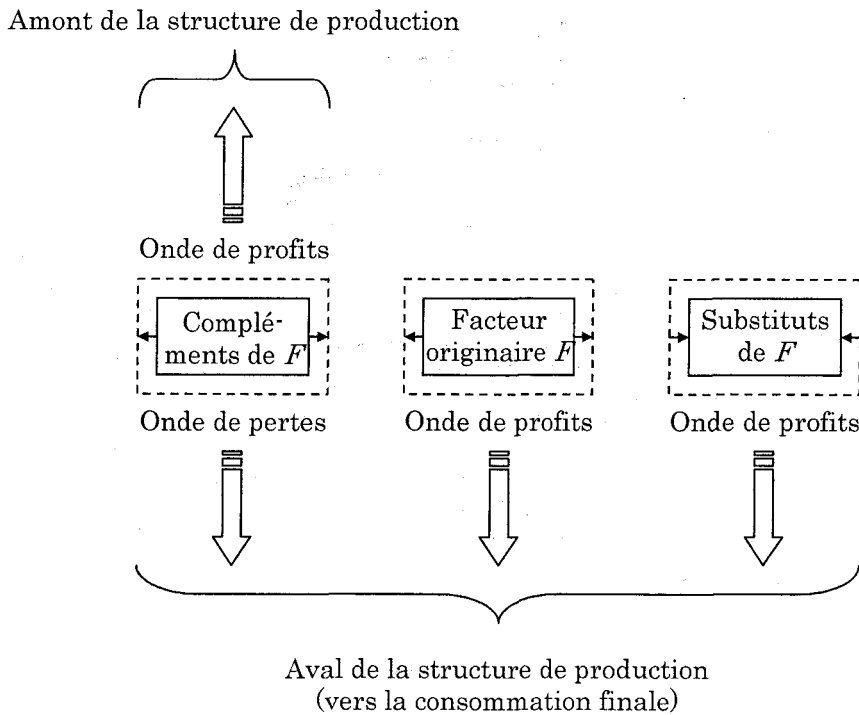 Amont de la structure de production
Onde de profits
Complé-
ments de F
Facteur
originaire F
Substituts
de F
Onde de pertes
Onde de profits
Onde de profits
Aval de la structure de production
(vers la consommation finale)